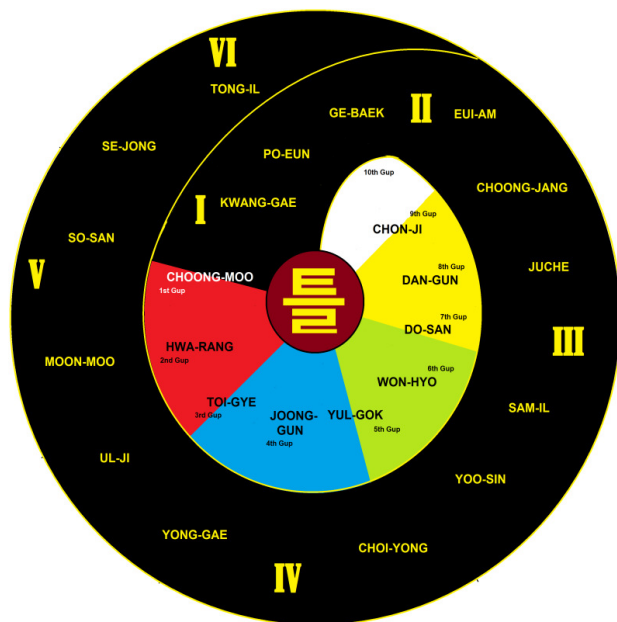 VI
TONG-IL
GE-BAEK
II
EUI-AM
SE-JONG
PO-EUN
10th Gup
CHOONG-JANG
I
KWANG-GAE
9th Gup
CHON-JI
SO-SAN
V
CHOONG-MOO
1st Gup
틀
8th Gup
DAN-GUN
JUCHE
7th Gup
DO-SAN
III
HWA-RANG
2nd Gup
MOON-MOO
6th Gup
WON-HYO
TOI-GYE
3rd Gup
JOONG-
GUN
4th Gup
YUL-GOK
5th Gup
SAM-IL
UL-JI
YOO-SIN
YONG-GAE
CHOI-YONG
IV